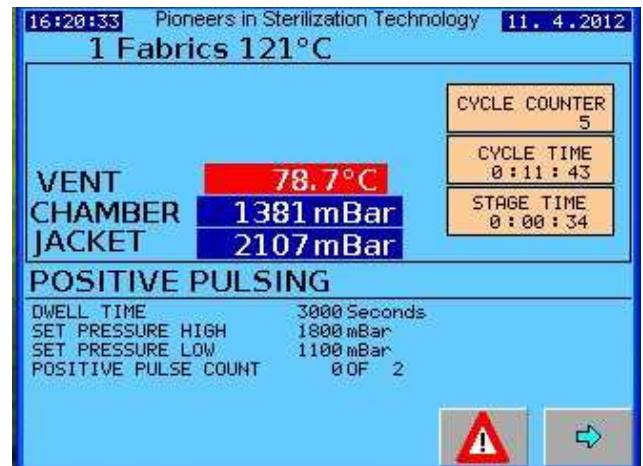 16:20:33 Pioneers in Sterilization Technology 11. 4.2012
1 Fabrics 121°C
CYCLE COUNTER
5
CYCLE TIME
0:11:43
STAGE TIME
0:00:34
VENT 78.7°C
CHAMBER 1381 mBar
JACKET 2107 mBar
POSITIVE PULSING
DWELL TIME 3000 Seconds
SET PRESSURE HIGH 1800 mBar
SET PRESSURE LOW 1100 mBar
POSITIVE PULSE COUNT 0 OF 2